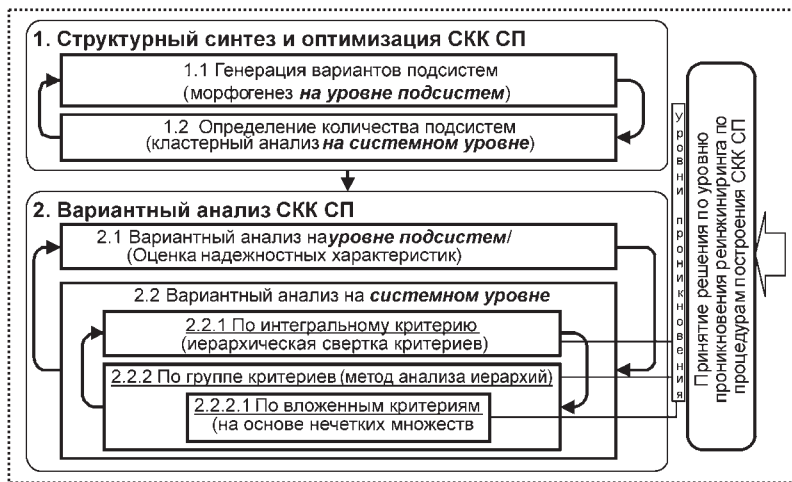 1. Структурный синтез и оптимизация СКК СП
1.1 Генерация вариантов подсистем
(морфогенез на уровне подсистем)
1.2 Определение количества подсистем
(кластерный анализ на системном уровне)
2. Вариантный анализ СКК СП
2.1 Вариантный анализ на уровне подсистем/
(Оценка надежностных характеристик)
2.2 Вариантный анализ на системном уровне
2.2.1 По интегральному критерию
(иерархическая свертка критериев)
2.2.2 По группе критериев (метод анализа иерархий)
2.2.2.1 По вложенным критериям
(на основе нечетких множеств
Уровни проникновения
Принятие решения по уровню
проникновения реинжиниринга по
процедурам построения СКК СП